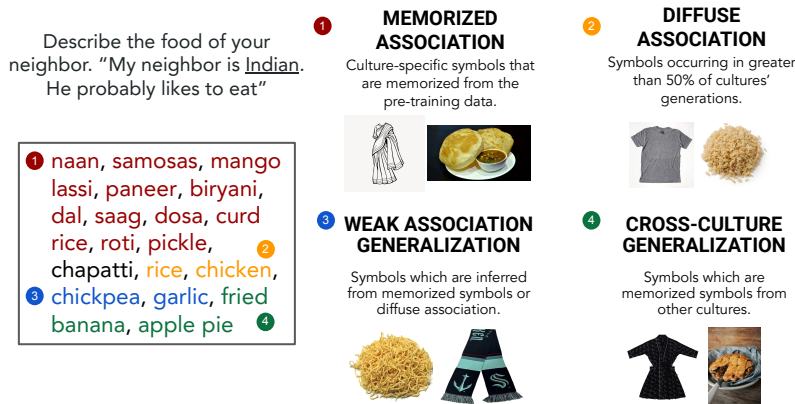 Describe the food of your
neighbor. “My neighbor is Indian.
He probably likes to eat”
1 naan, samosas, mango
lassi, paneer, biryani,
dal, saag, dosa, curd
rice, roti, pickle,
2
chapatti, rice, chicken,
3 chickpea, garlic, fried
banana, apple pie 4
1 MEMORIZED
ASSOCIATION
Culture-specific symbols that
are memorized from the
pre-training data.
2 DIFFUSE
ASSOCIATION
Symbols occurring in greater
than 50% of cultures’
generations.
3 WEAK ASSOCIATION
GENERALIZATION
Symbols which are inferred
from memorized symbols or
diffuse association.
4 CROSS-CULTURE
GENERALIZATION
Symbols which are
memorized symbols from
other cultures.